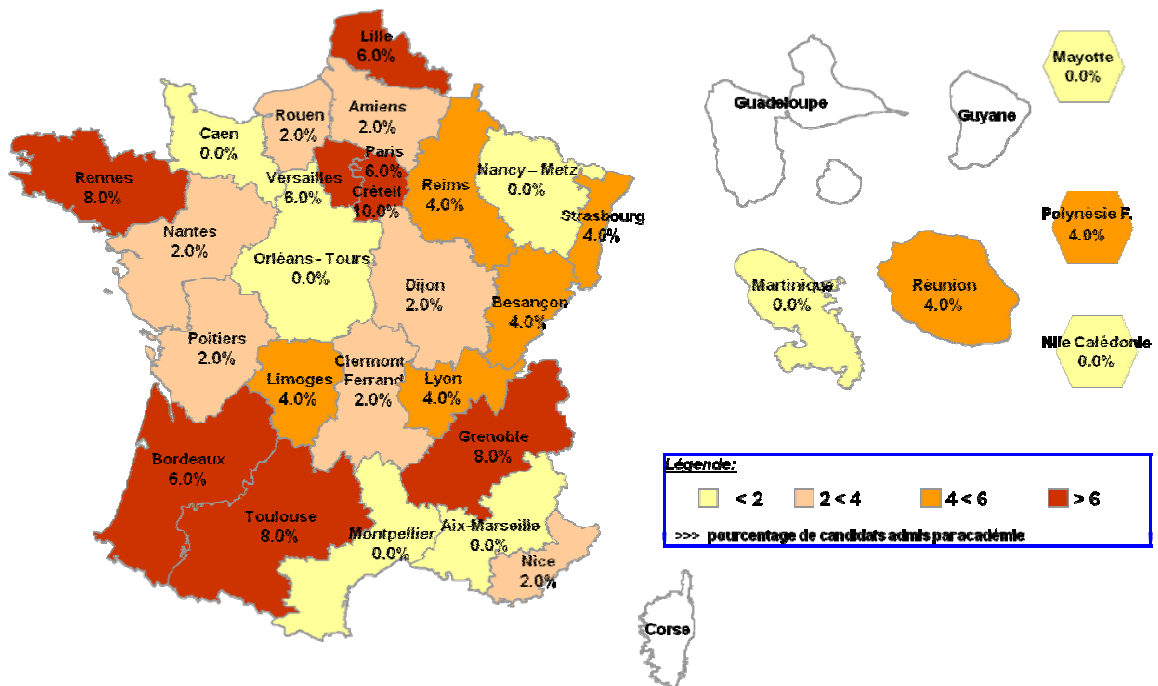 Lille
6.0%
Rouen
2.0%
Amiens
2.0%
Caen
0.0%
Paris
6.0%
Versailles
6.0%
Créteil
10.0%
Reims
4.0%
Nancy – Metz
0.0%
Strasbourg
4.0%
Rennes
8.0%
Nantes
2.0%
Orléans - Tours
0.0%
Dijon
2.0%
Besançon
4.0%
Poitiers
2.0%
Limoges
4.0%
Clermont
Ferrand
2.0%
Lyon
4.0%
Grenoble
8.0%
Bordeaux
6.0%
Toulouse
8.0%
Montpellier
0.0%
Aix-Marseille
0.0%
Nice
2.0%
Guadeloupe
Guyane
Mayotte
0.0%
Polynésie F.
4.0%
Martinique
0.0%
Réunion
4.0%
Nlle Calédonie
0.0%
Légende:
< 2
2 < 4
4 < 6
> 6
>>> pourcentage de candidats admis par académie
Corse